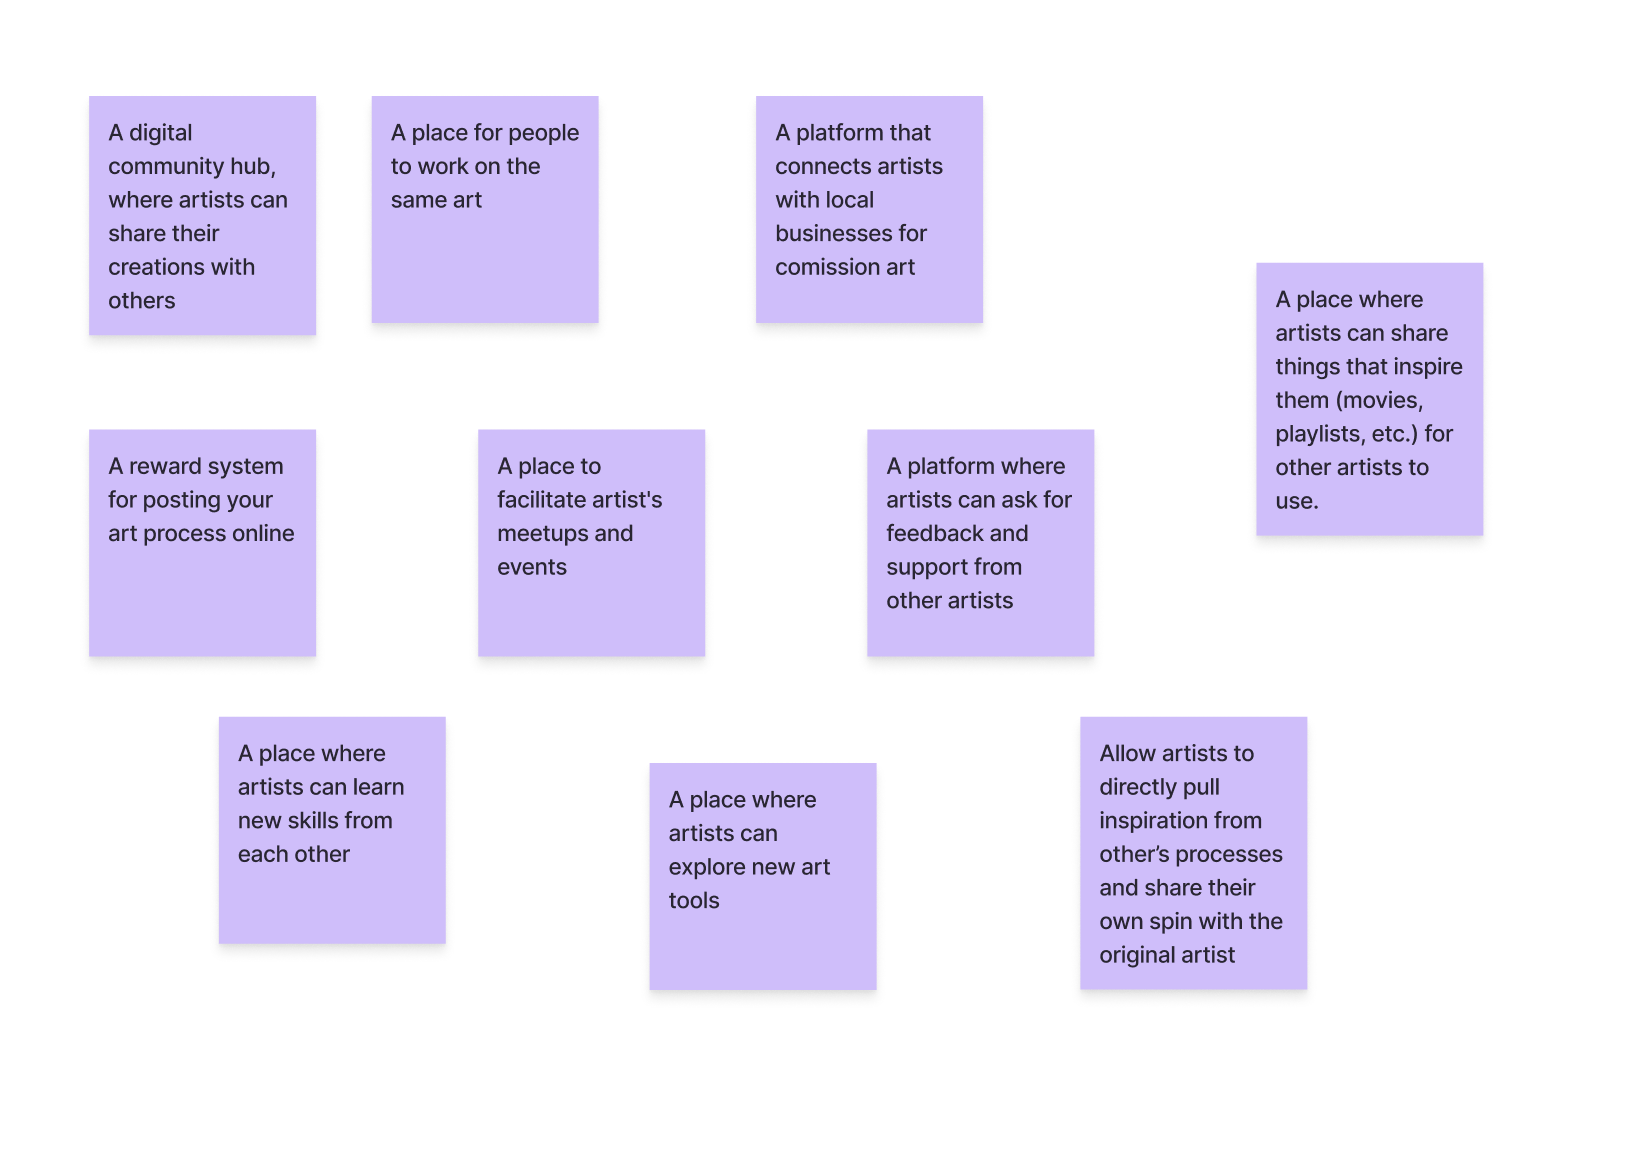 A digital
community hub,
where artists can
share their
creations with
others
A place for people
to work on the
same art
A platform that
connects artists
with local
businesses for
comission art
A place where
artists can share
things that inspire
them (movies,
playlists, etc.) for
other artists to
use.
A reward system
for posting your
art process online
A place to
facilitate artist's
meetups and
events
A platform where
artists can ask for
feedback and
support from
other artists
A place where
artists can learn
new skills from
each other
A place where
artists can
explore new art
tools
Allow artists to
directly pull
inspiration from
other’s processes
and share their
own spin with the
original artist